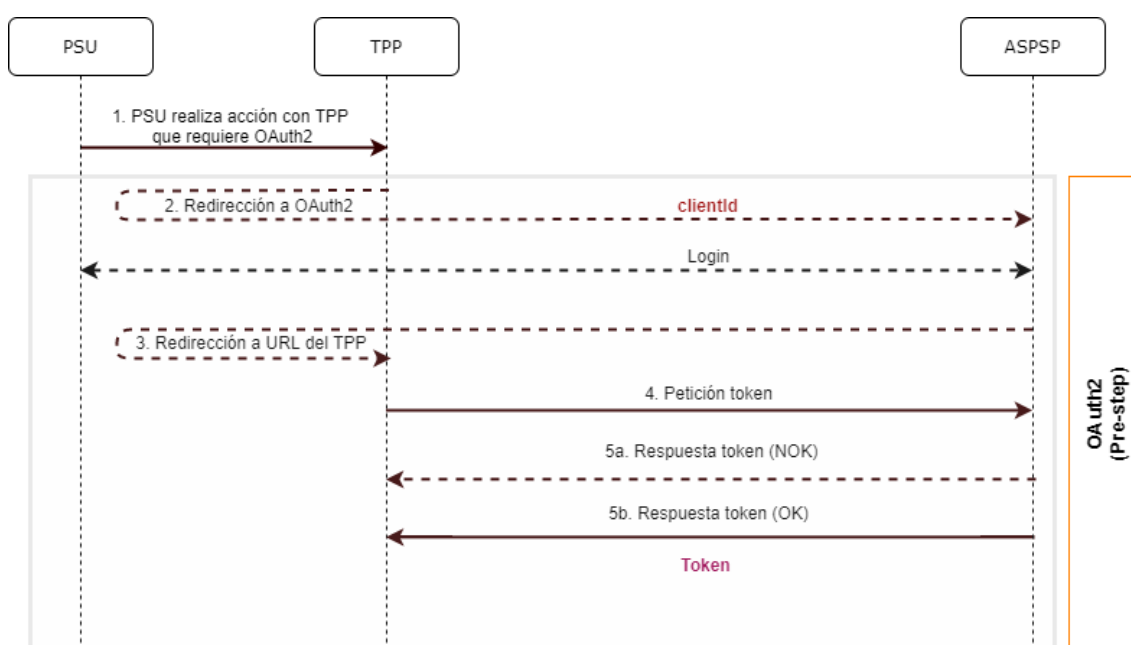 PSU
TPP
ASPSP
1. PSU realiza acción con TPP
que requiere OAuth2
2. Redirección a OAuth2
clientId
Login
3. Redirección a URL del TPP
4. Petición token
5a. Respuesta token (NOK)
5b. Respuesta token (OK)
Token
OAuth2
(Pre-step)